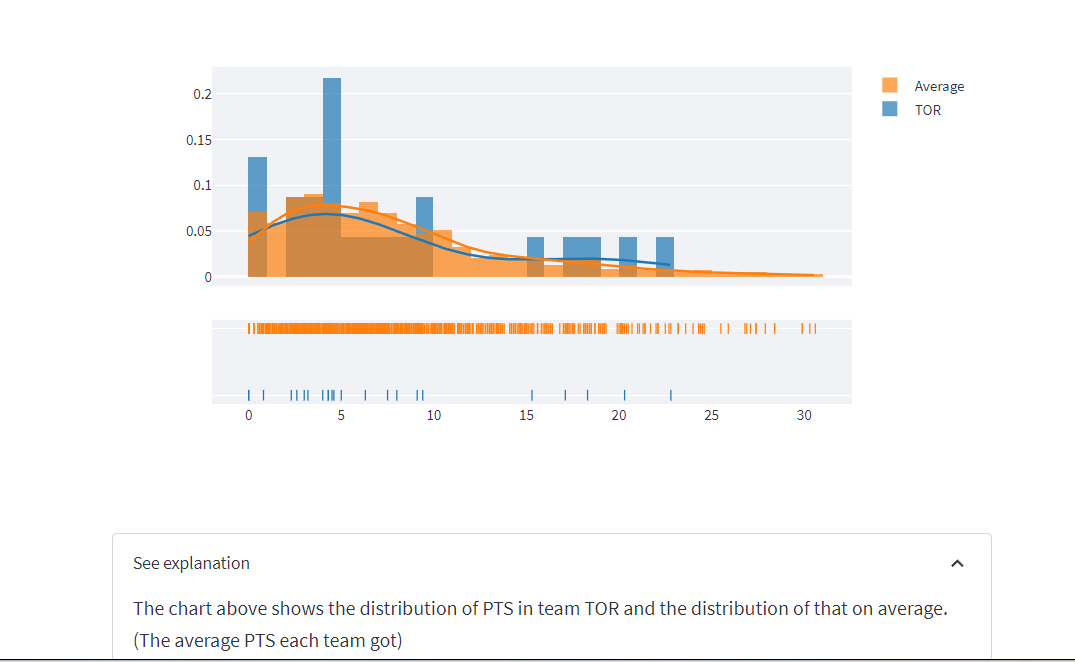 0.2
0.15
0.1
0.05
0
Average
TOR
0 5 10 15 20 25 30
See explanation
The chart above shows the distribution of PTS in team TOR and the distribution of that on average.
(The average PTS each team got)